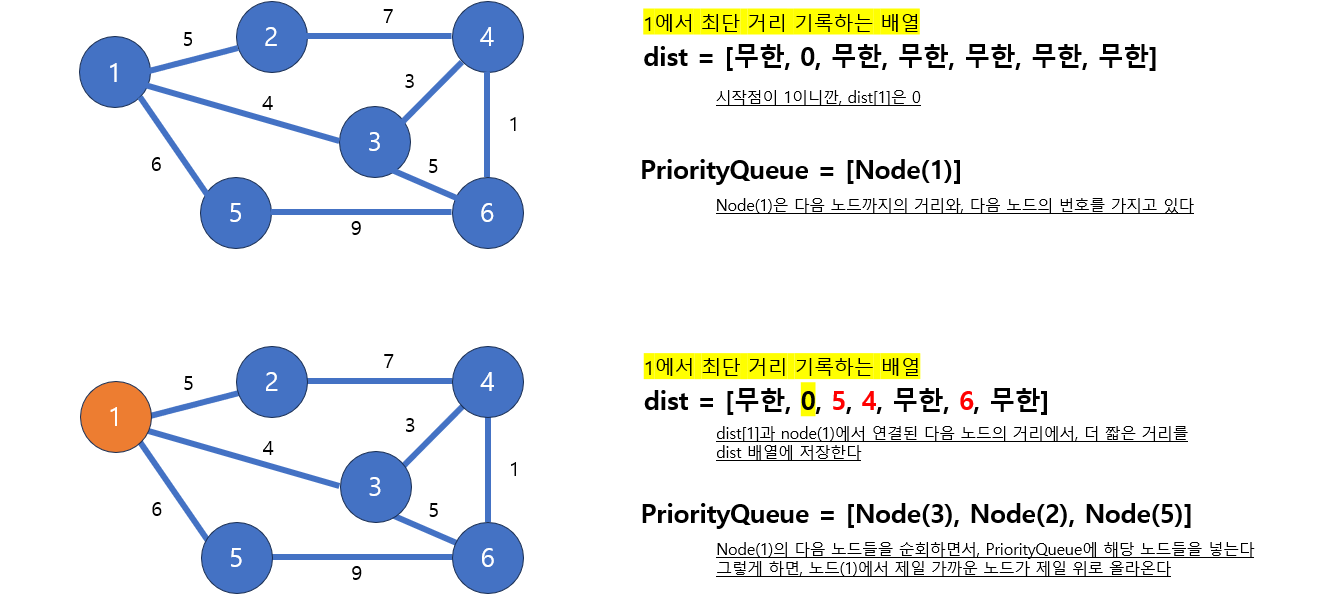 1에서 최단 거리 기록하는 배열
dist = [무한, 0, 무한, 무한, 무한, 무한, 무한]
시작점이 1이니깐, dist[1]은 0
PriorityQueue = [Node(1)]
Node(1)은 다음 노드까지의 거리와, 다음 노드의 번호를 가지고 있다
1
2
3
4
5
6
5
7
4
3
1
6
5
9
1에서 최단 거리 기록하는 배열
dist = [무한, 0, 5, 4, 무한, 6, 무한]
dist[1]과 node(1)에서 연결된 다음 노드의 거리에서, 더 짧은 거리를
dist 배열에 저장한다
PriorityQueue = [Node(3), Node(2), Node(5)]
Node(1)의 다음 노드들을 순회하면서, PriorityQueue에 해당 노드들을 넣는다
그렇게 하면, 노드(1)에서 제일 가까운 노드가 제일 위로 올라온다
1
2
3
4
5
6
5
7
4
3
1
6
5
9